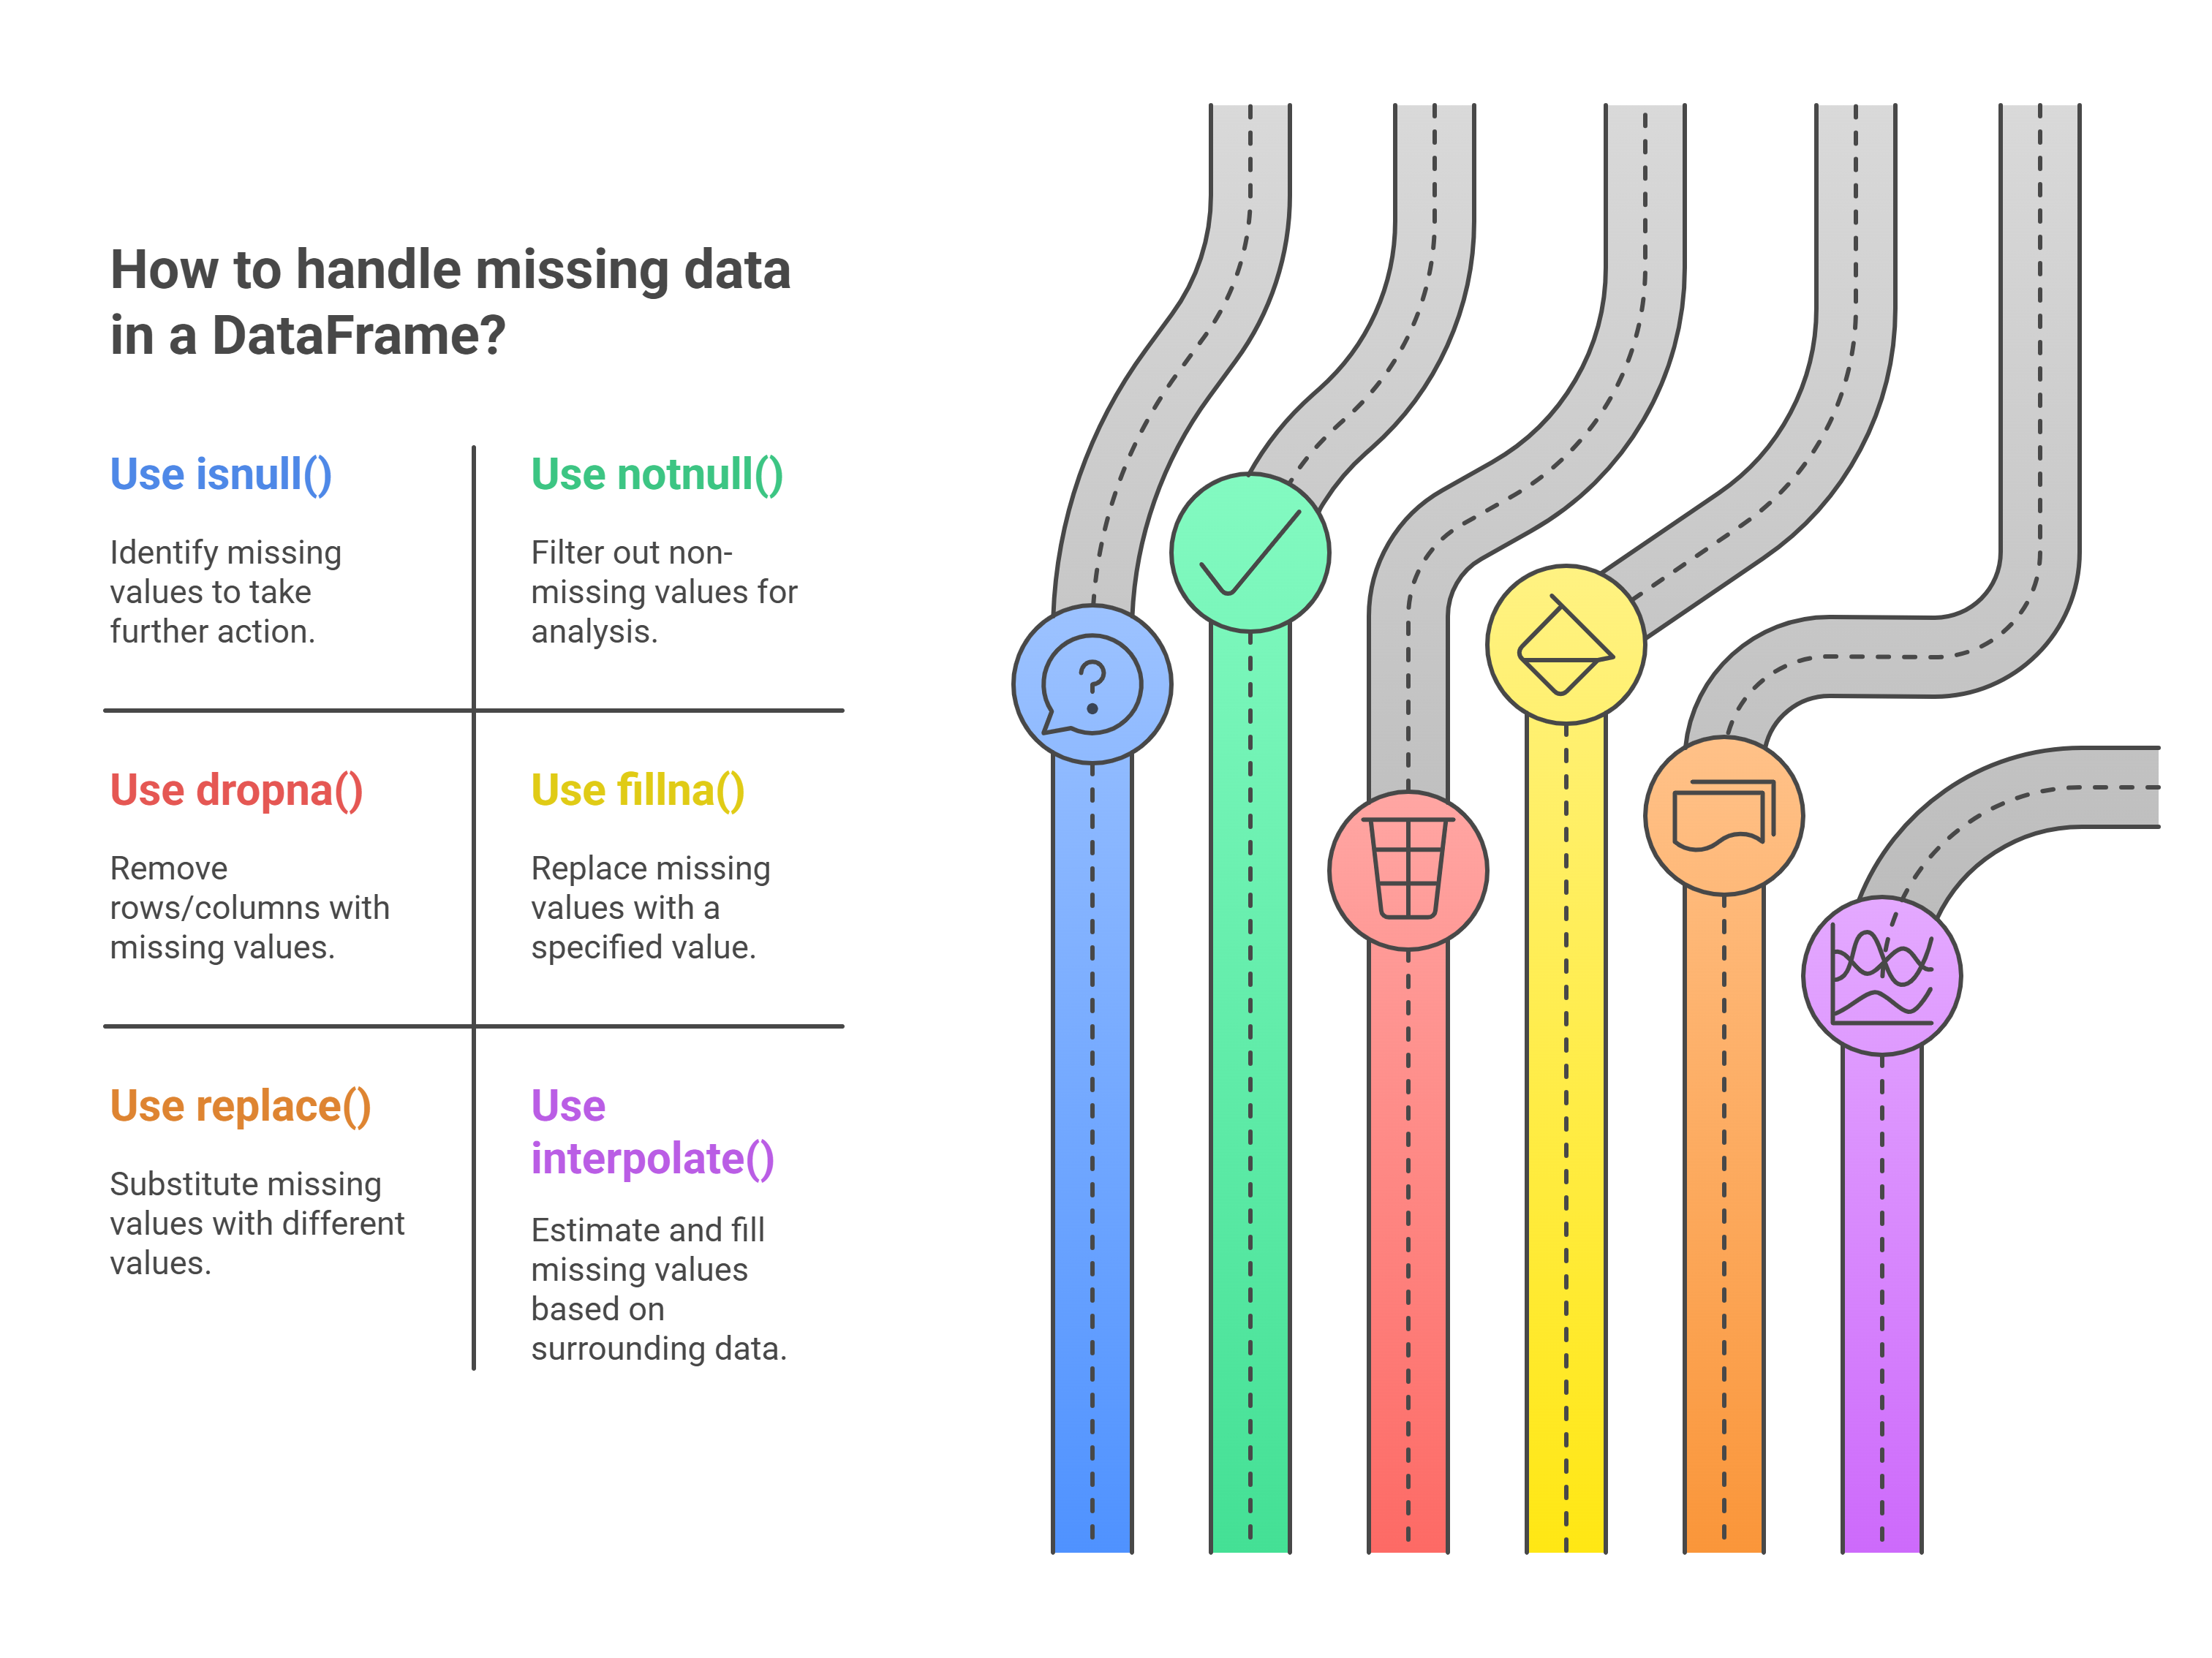 How to handle missing data
in a DataFrame?
Use isnull()
Identify missing
values to take
further action.
Use notnull()
Filter out non-
missing values for
analysis.
Use dropna()
Remove
rows/columns with
missing values.
Use fillna()
Replace missing
values with a
specified value.
Use replace()
Substitute missing
values with different
values.
Use
interpolate()
Estimate and fill
missing values
based on
surrounding data.
?